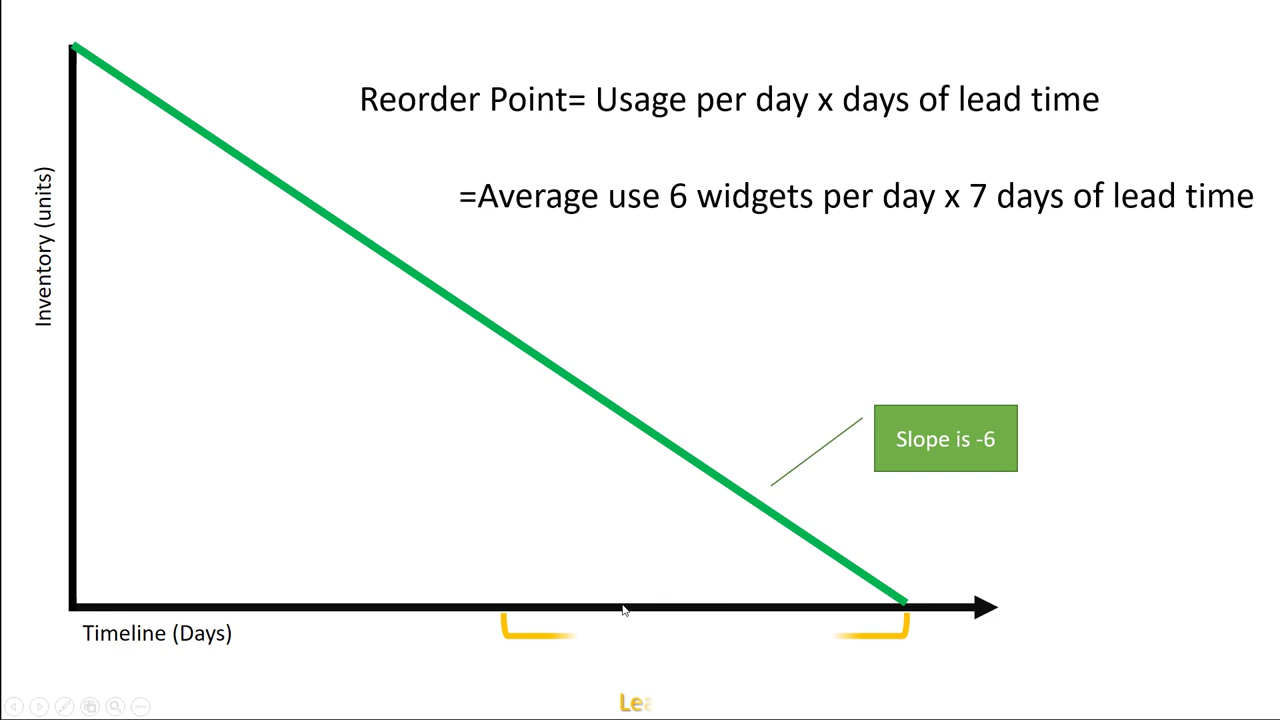 Reorder Point= Usage per day x days of lead time
=Average use 6 widgets per day x 7 days of lead time
Inventory (units)
Slope is -6
Timeline (Days)